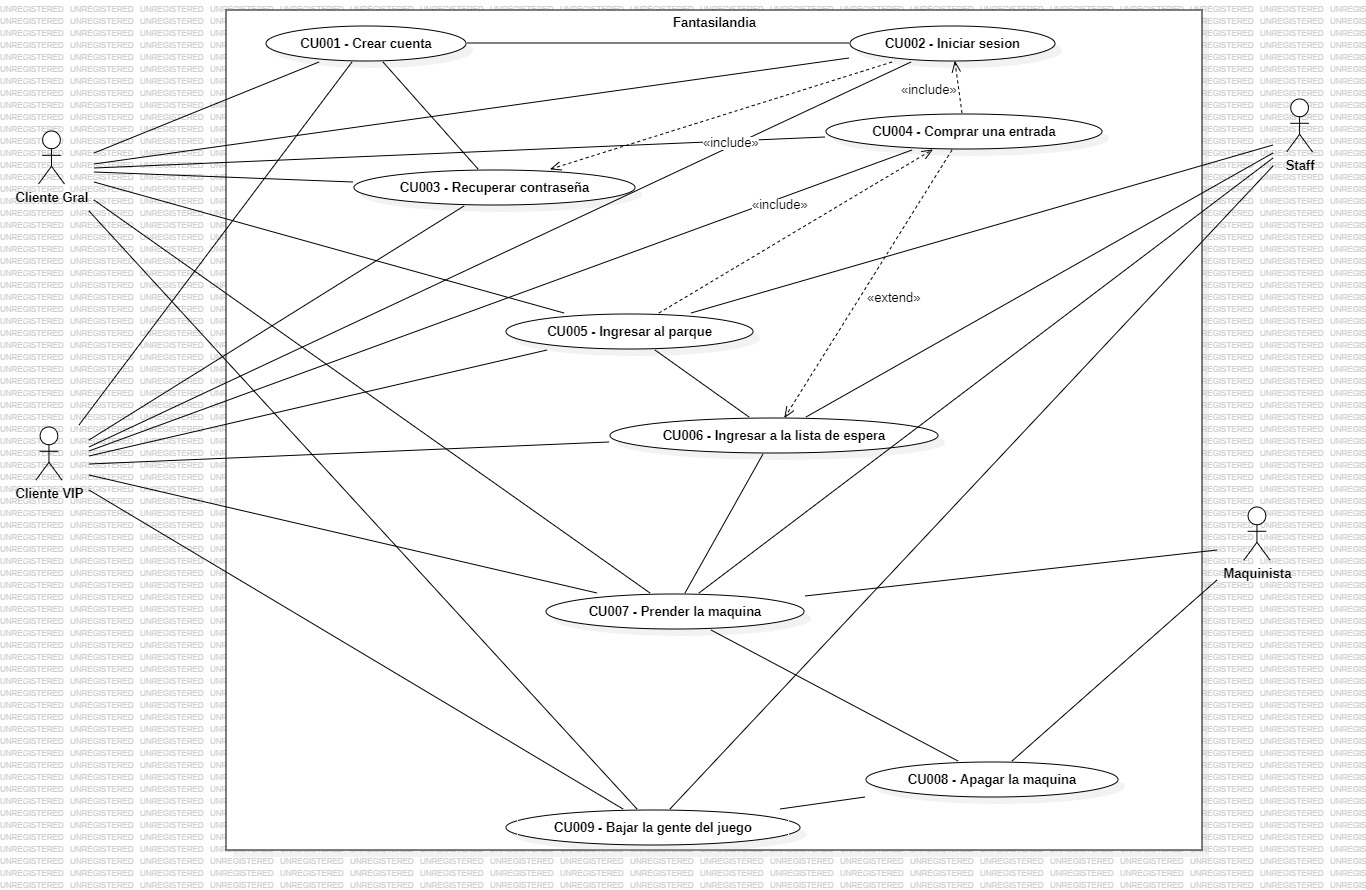 Fantasilandia
CU001 - Crear cuenta
CU002 - Iniciar sesion
«include»
CU004 - Comprar una entrada
«include»
Staff
CU003 - Recuperar contraseña
Cliente Gral
«include»
«extend»
CU005 - Ingresar al parque
CU006 - Ingresar a la lista de espera
Cliente VIP
Maquinista
CU007 - Prender la maquina
CU008 - Apagar la maquina
CU009 - Bajar la gente del juego
UNREGISTERED